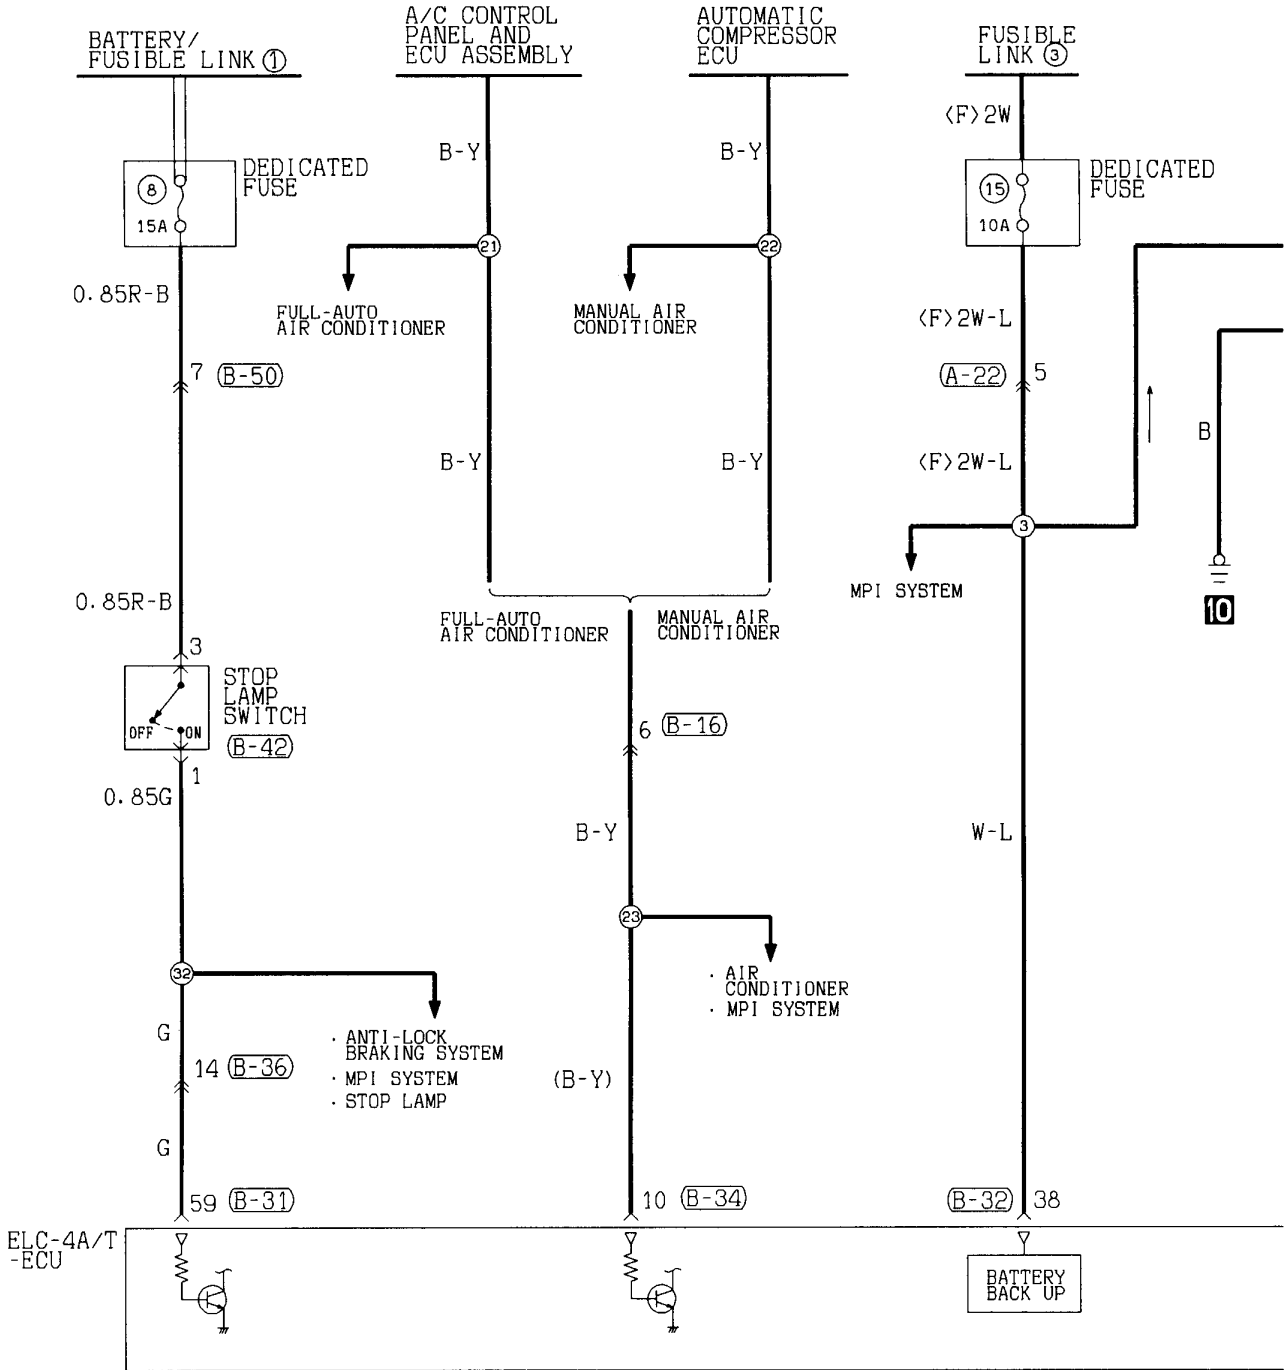 BATTERY/
FUSIBLE LINK ①
A/C CONTROL
PANEL AND
ECU ASSEMBLY
AUTOMATIC
COMPRESSOR
ECU
FUSIBLE
LINK ③
<F>2W
B-Y
B-Y
DEDICATED
FUSE
8
15A
DEDICATED
FUSE
15
10A
21
22
0.85R-B
FULL-AUTO
AIR CONDITIONER
MANUAL AIR
CONDITIONER
<F>2W-L
7 B-50
A-22 5
B
B-Y
B-Y
<F>2W-L
3
MPI SYSTEM
10
0.85R-B
FULL-AUTO
AIR CONDITIONER
MANUAL AIR
CONDITIONER
3
STOP
LAMP
SWITCH
OFF ON
B-42
6 B-16
1
0.85G
B-Y
W-L
23
32
· AIR
CONDITIONER
· MPI SYSTEM
G
· ANTI-LOCK
BRAKING SYSTEM
· MPI SYSTEM
· STOP LAMP
14 B-36
(B-Y)
G
59 B-31
10 B-34
B-32 38
ELC-4A/T
-ECU
BATTERY
BACK UP